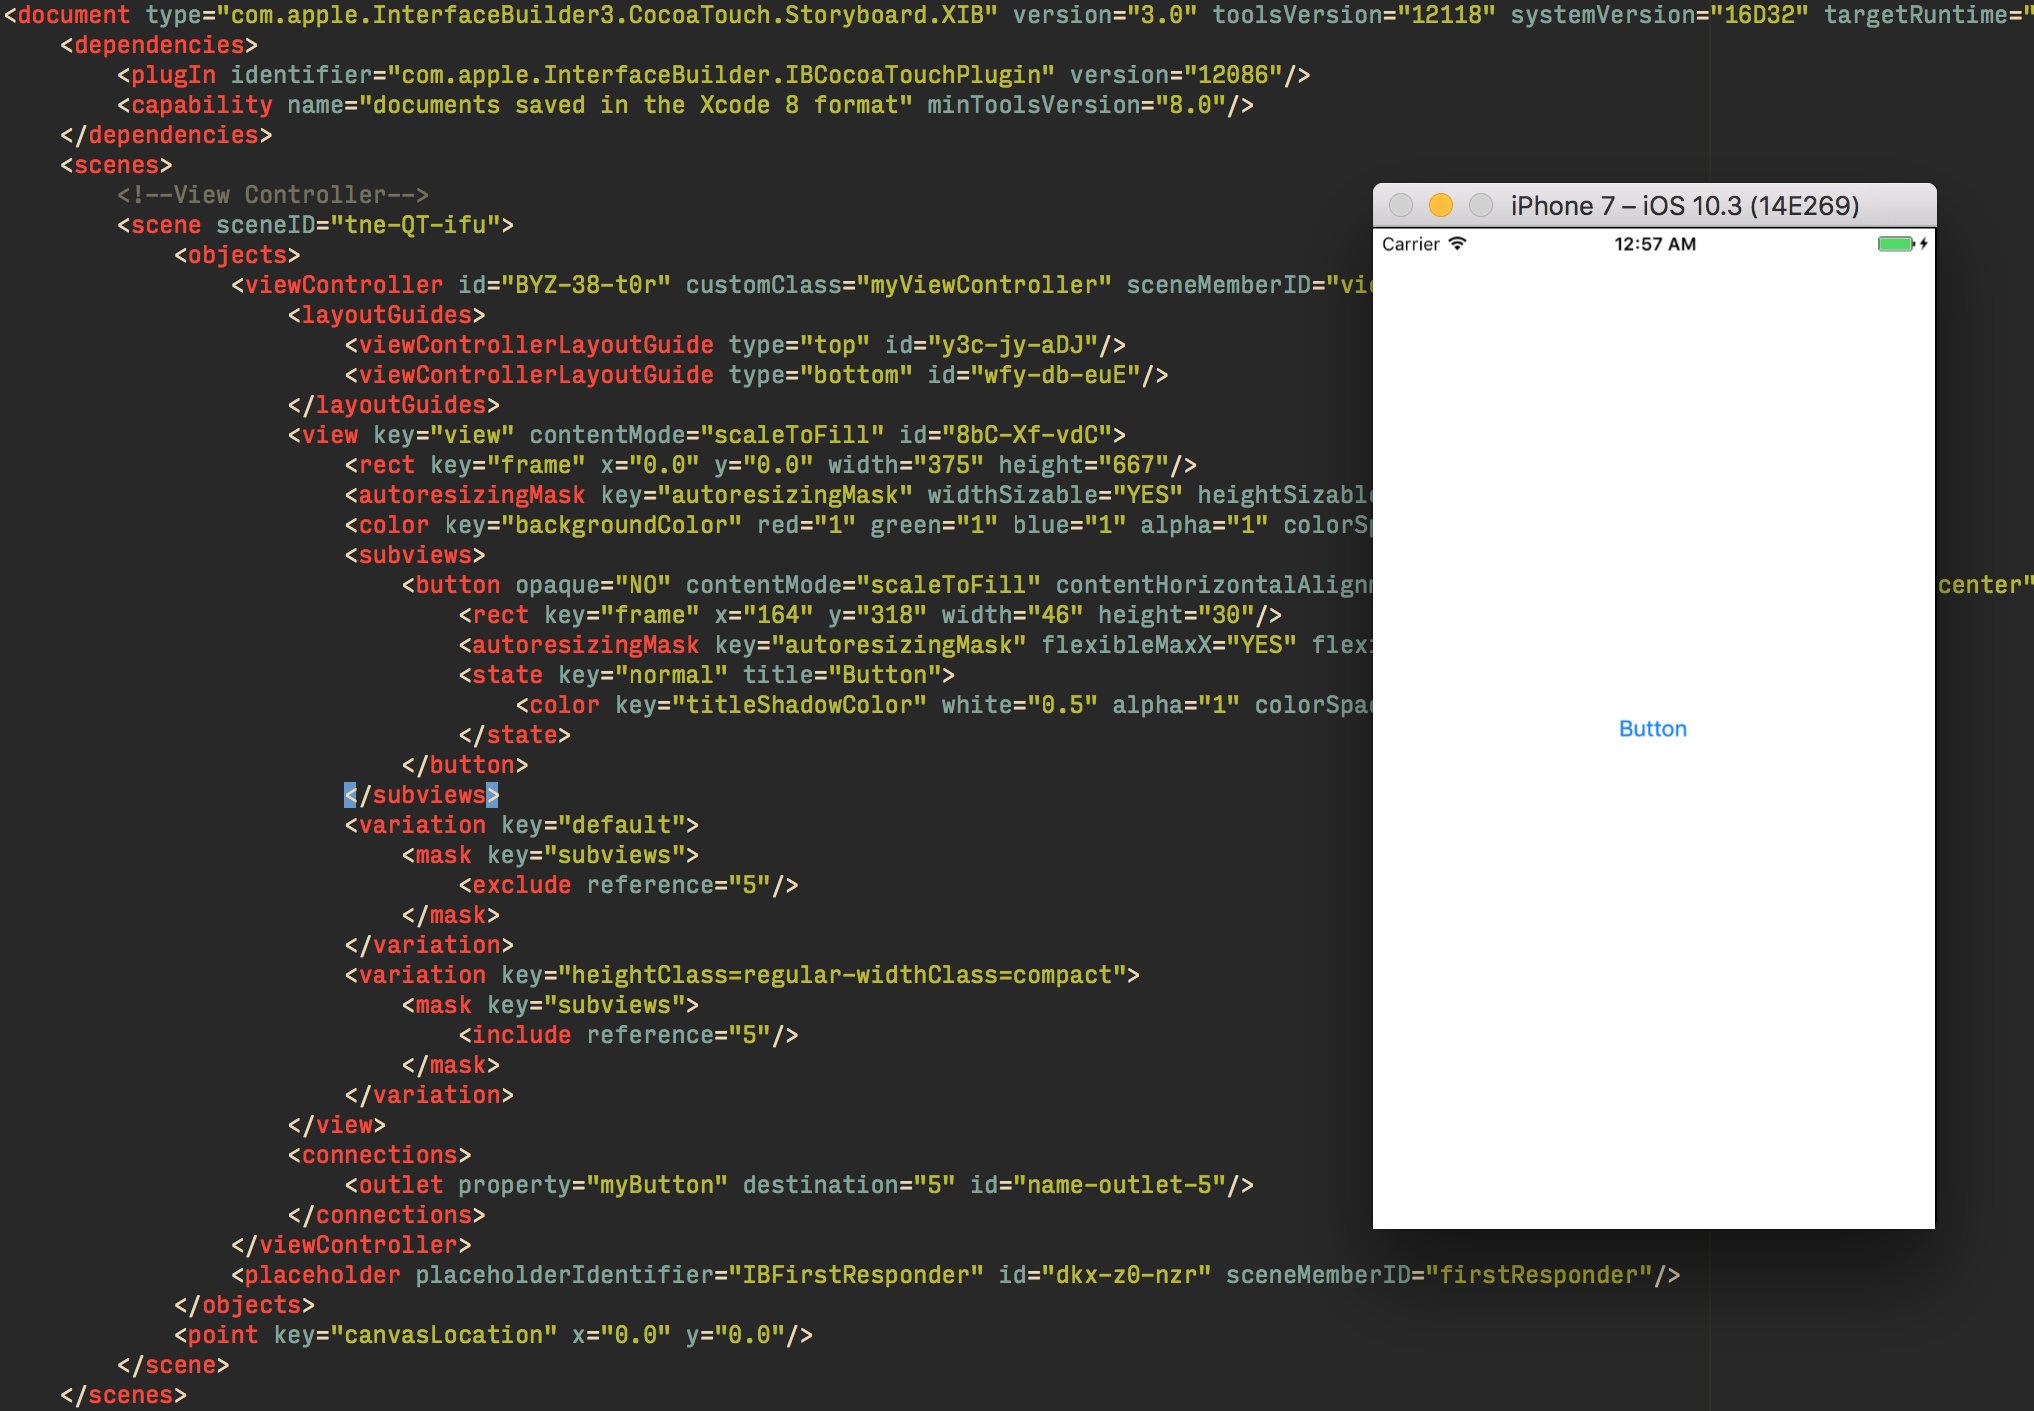 <document type="com.apple.InterfaceBuilder3.CocoaTouch.Storyboard.XIB" version="3.0" toolsVersion="12118" systemVersion="16D32" targetRuntime="
<dependencies>
<plugIn identifier="com.apple.InterfaceBuilder.IBCocoaTouchPlugin" version="12086"/>
<capability name="documents saved in the Xcode 8 format" minToolsVersion="8.0"/>
</dependencies>
<scenes>
<!--View Controller-->
<scene sceneID="tne-QT-ifu">
<objects>
<viewController id="BYZ-38-t0r" customClass="myViewController" sceneMemberID="vi
<layoutGuides>
<viewControllerLayoutGuide type="top" id="y3c-jy-aDJ"/>
<viewControllerLayoutGuide type="bottom" id="wfy-db-euE"/>
</layoutGuides>
<view key="view" contentMode="scaleToFill" id="8bC-Xf-vdC">
<rect key="frame" x="0.0" y="0.0" width="375" height="667"/>
<autoresizingMask key="autoresizingMask" widthSizable="YES" heightSizabl
<color key="backgroundColor" red="1" green="1" blue="1" alpha="1" colorSp
<subviews>
<button opaque="NO" contentMode="scaleToFill" contentHorizontalAlign center"
<rect key="frame" x="164" y="318" width="46" height="30"/>
<autoresizingMask key="autoresizingMask" flexibleMaxX="YES" flex
<state key="normal" title="Button">
<color key="titleShadowColor" white="0.5" alpha="1" colorSpa
</state>
</button>
</subviews>
<variation key="default">
<mask key="subviews">
<exclude reference="5"/>
</mask>
</variation>
<variation key="heightClass=regular-widthClass=compact">
<mask key="subviews">
<include reference="5"/>
</mask>
</variation>
</view>
<connections>
<outlet property="myButton" destination="5" id="name-outlet-5"/>
</connections>
</viewController>
<placeholder placeholderIdentifier="IBFirstResponder" id="dkx-z0-nzr" sceneMemberID="firstResponder"/>
</objects>
<point key="canvasLocation" x="0.0" y="0.0"/>
</scene>
</scenes>
iPhone 7 – iOS 10.3 (14E269)
Carrier 12:57 AM
Button